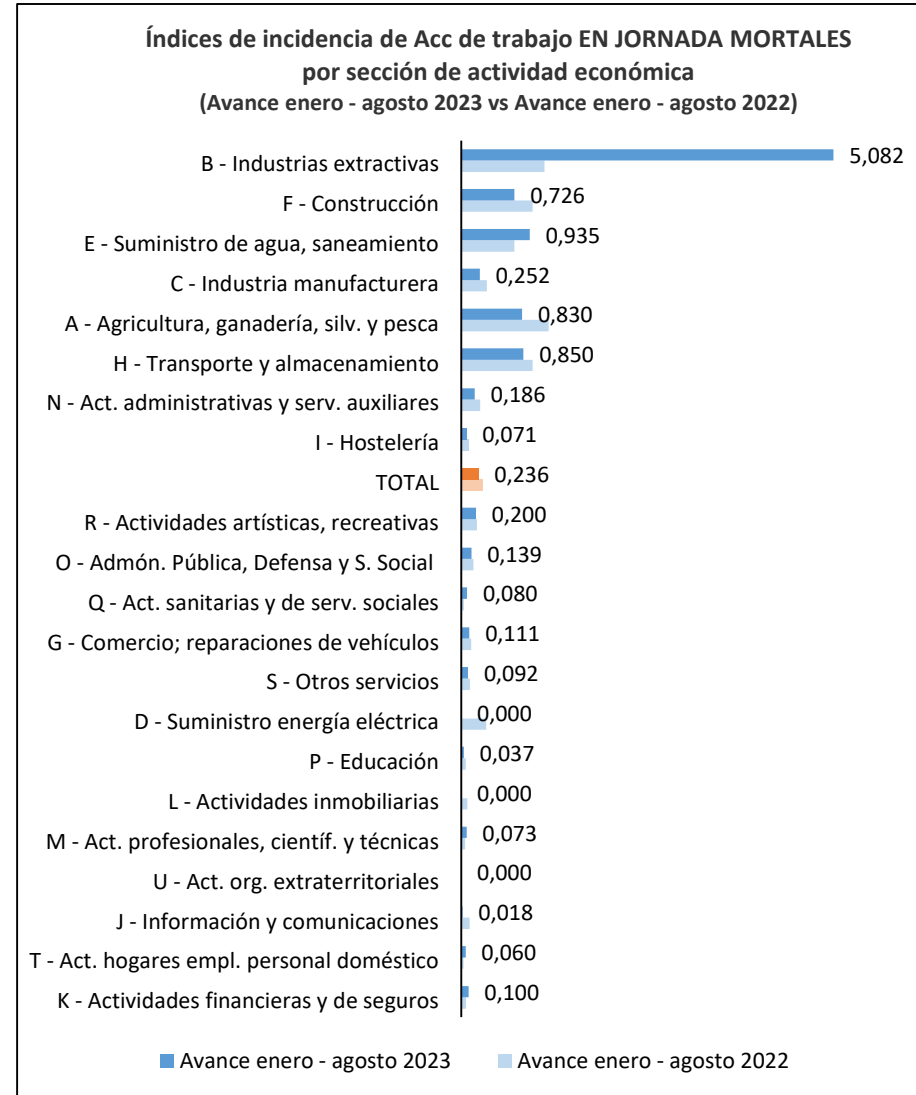 Índices de incidencia de Acc de trabajo EN JORNADA MORTALES
por sección de actividad económica
(Avance enero - agosto 2023 vs Avance enero - agosto 2022)
B - Industrias extractivas 5,082
F - Construcción 0,726
E - Suministro de agua, saneamiento 0,935
C - Industria manufacturera 0,252
A - Agricultura, ganadería, silv. y pesca 0,830
H - Transporte y almacenamiento 0,850
N - Act. administrativas y serv. auxiliares 0,186
I - Hostelería 0,071
TOTAL 0,236
R - Actividades artísticas, recreativas 0,200
O - Admón. Pública, Defensa y S. Social 0,139
Q - Act. sanitarias y de serv. sociales 0,080
G - Comercio; reparaciones de vehículos 0,111
S - Otros servicios 0,092
D - Suministro energía eléctrica 0,000
P - Educación 0,037
L - Actividades inmobiliarias 0,000
M - Act. profesionales, científ. y técnicas 0,073
U - Act. org. extraterritoriales 0,000
J - Información y comunicaciones 0,018
T - Act. hogares empl. personal doméstico 0,060
K - Actividades financieras y de seguros 0,100
Avance enero - agosto 2023 Avance enero - agosto 2022